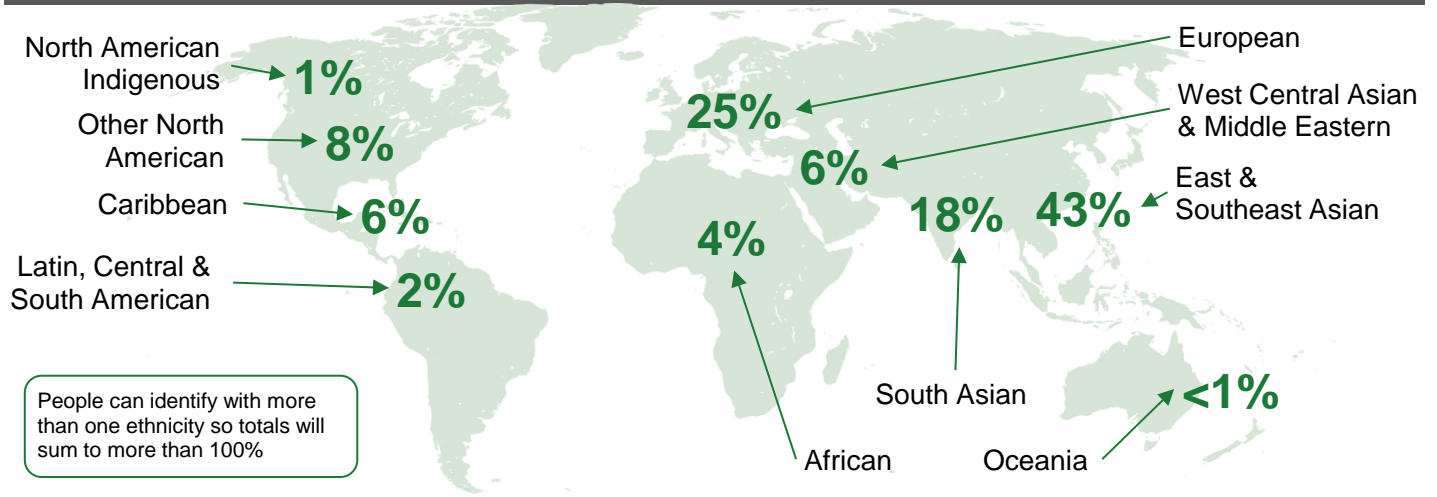 North American
Indigenous
1%
Other North
American
8%
Caribbean
6%
Latin, Central &
South American
2%
European
25%
West Central Asian
& Middle Eastern
6%
East &
Southeast Asian
43%
18%
South Asian
4%
African
<1%
Oceania
People can identify with more
than one ethnicity so totals will
sum to more than 100%